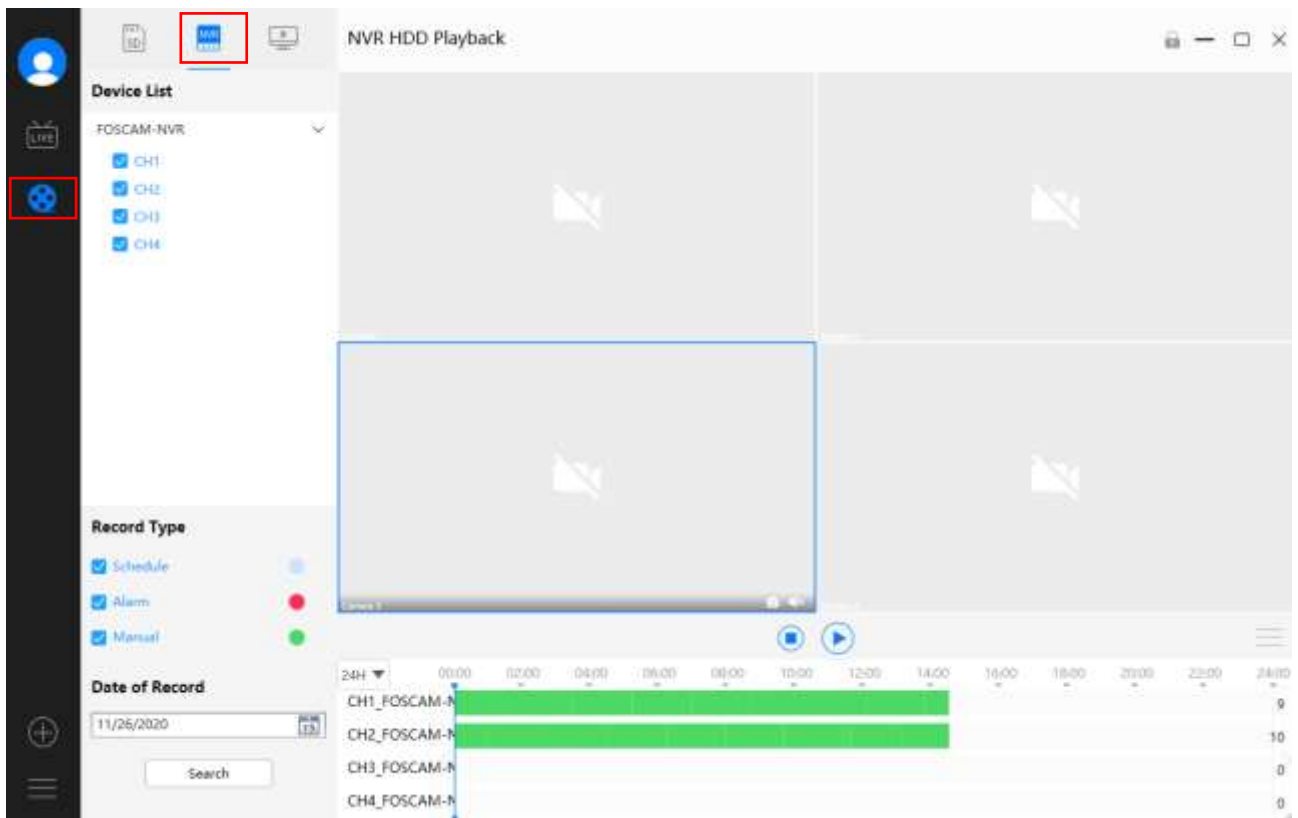 SD
NVR
NVR HDD Playback
Device List
LIVE
FOSCAM-NVR
CH1
CH2
CH3
CH4
Record Type
Schedule
Alarm
Manual
Date of Record
11/26/2020
Search
24H 00:00 02:00 04:00 06:00 08:00 10:00 12:00 14:00 16:00 18:00 20:00 22:00 24:00
CH1_FOSCAM-N 9
CH2_FOSCAM-N 10
CH3_FOSCAM-N 0
CH4_FOSCAM-N 0